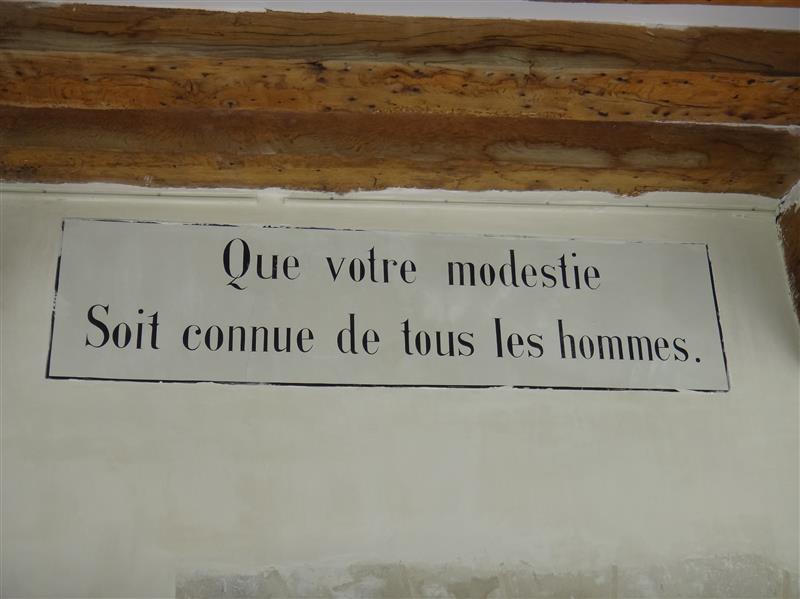 Que votre modestie
Soit connue de tous les hommes.